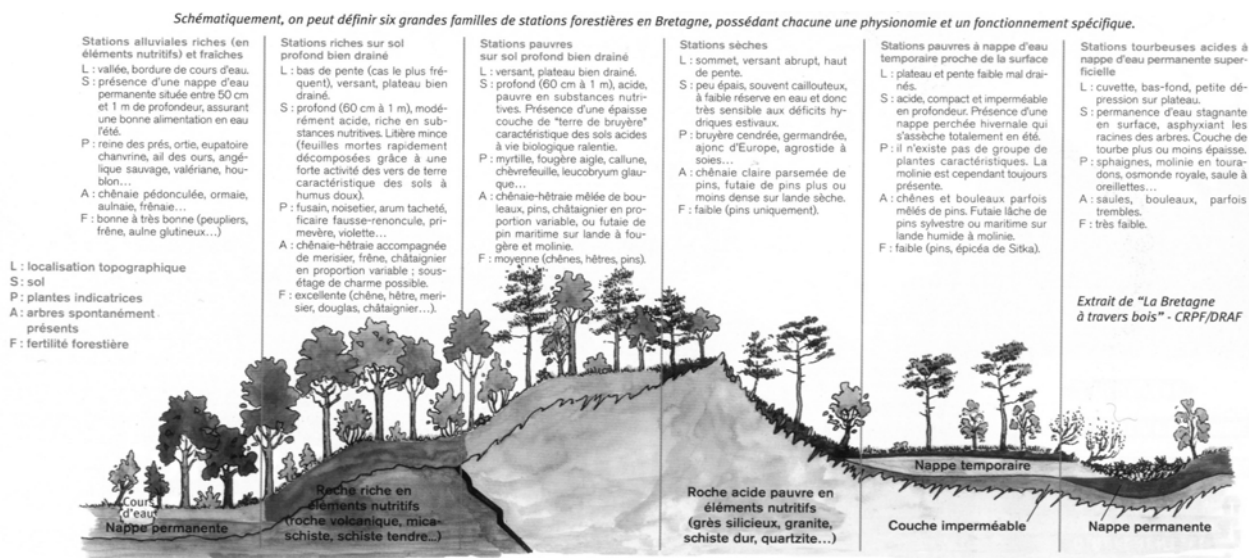 Schématiquement, on peut définir six grandes familles de stations forestières en Bretagne, possédant chacune une physionomie et un fonctionnement spécifique.
Stations alluviales riches (en
éléments nutritifs) et fraîches
L : vallée, bordure de cours d'eau.
S : présence d'une nappe d'eau
permanente située entre 50 cm
et 1 m de profondeur, assurant
une bonne alimentation en eau
l'été.
P : reine des prés, ortie, eupatoire
chanvrine, ail des ours, angé-
lique sauvage, valériane, hou-
blon...
A : chênaie pédonculée, ormaie,
aulnaie, frênaie...
F : bonne à très bonne (peupliers,
frêne, aulne glutineux...)
Stations riches sur sol
profond bien drainé
L : bas de pente (cas le plus fré-
quent), versant, plateau bien
drainé.
S : profond (60 cm à 1 m), modé-
rément acide, riche en sub-
stances nutritives. Litière mince
(feuilles mortes rapidement
décomposées grâce à une
forte activité des vers de terre
caractéristique des sols à
humus doux).
P : fusain, noisetier, arum tacheté,
ficaire fausse-renoncule, pri-
mevère, violette...
A : chênaie-hêtraie accompagnée
de merisier, frêne, châtaignier
en proportion variable ; sous-
étage de charme possible.
F : excellente (chêne, hêtre, meri-
sier, douglas, châtaignier...).
Stations pauvres
sur sol profond bien drainé
L : versant, plateau bien drainé.
S : profond (60 cm à 1 m), acide,
pauvre en substances nutri-
tives. Présence d'une épaisse
couche de "terre de bruyère"
caractéristique des sols acides
à vie biologique ralentie.
P : myrtille, fougère aigle, callune,
chèvrefeuille, leucobryum glau-
que...
A : chênaie-hêtraie mêlée de bou-
leaux, pins, châtaignier en pro-
portion variable, ou futaie de
pin maritime sur lande à fou-
gère et molinie.
F : moyenne (chênes, hêtres, pins).
Stations sèches
L : sommet, versant abrupt, haut
de pente.
S : peu épais, souvent caillouteux,
à faible réserve en eau et donc
très sensible aux déficits hy-
driques estivaux.
P : bruyère cendrée, germandrée,
ajonc d'Europe, agrostide à
soies...
A : chênaie claire parsemée de
pins, futaie de pins plus ou
moins dense sur lande sèche.
F : faible (pins uniquement).
Stations pauvres à nappe d'eau
temporaire proche de la surface
L : plateau et pente faible mal drai-
nés.
S : acide, compact et imperméable
en profondeur. Présence d'une
nappe perchée hivernale qui
s'assèche totalement en été.
P : il n'existe pas de groupe de
plantes caractéristiques. La
molinie est cependant toujours
présente.
A : chênes et bouleaux parfois
mêlés de pins. Futaie lâche de
pins sylvestre ou maritime sur
lande humide à molinie.
F : faible (pins, épicéa de Sitka).
Stations tourbeuses acides à
nappe d'eau permanente super-
ficielle
L : cuvette, bas-fond, petite dé-
pression sur plateau.
S : permanence d'eau stagnante
en surface, asphyxiant les
racines des arbres. Couche de
tourbe plus ou moins épaisse.
P : sphaignes, molinie en toura-
dons, osmonde royale, saule à
oreillettes...
A : saules, bouleaux, parfois
trembles.
F : très faible.
L : localisation topographique
S : sol
P : plantes indicatrices
A : arbres spontanément
présents
F : fertilité forestière
Extrait de "La Bretagne
à travers bois" - CRPF/DRAF
Cours
d'eau
Nappe permanente
Roche riche en
éléments nutritifs
(roche volcanique, mica-
schiste, schiste tendre...)
Roche acide pauvre en
éléments nutritifs
(grès silicieux, granite,
schiste dur, quartzite...)
Nappe temporaire
Couche imperméable
Nappe permanente